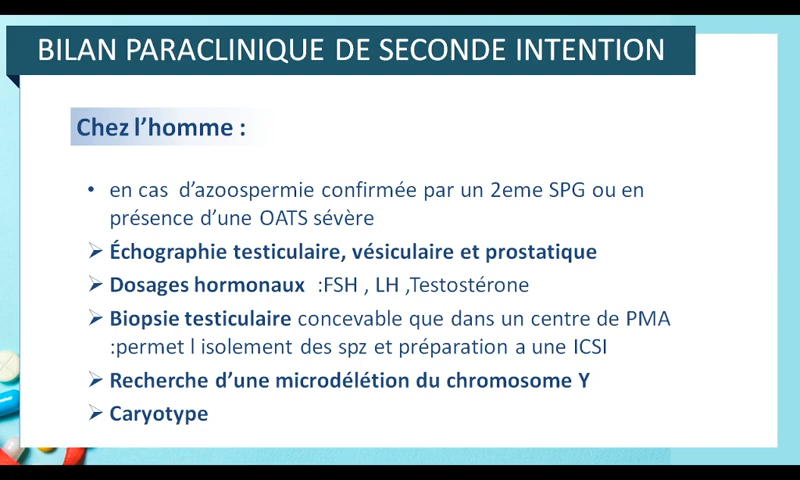 BILAN PARACLINIQUE DE SECONDE INTENTION
Chez l'homme :
• en cas d'azoospermie confirmée par un 2eme SPG ou en
présence d'une OATS sévère
➢ Échographie testiculaire, vésiculaire et prostatique
➢ Dosages hormonaux :FSH , LH ,Testostérone
➢ Biopsie testiculaire concevable que dans un centre de PMA
:permet l isolement des spz et préparation a une ICSI
➢ Recherche d'une microdélétion du chromosome Y
➢ Caryotype